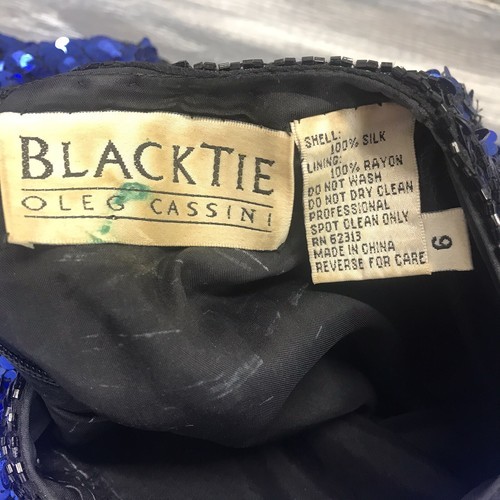 BLACKTIE
OLEG CASSINI
SHELL:
100% SILK
LINING:
100% RAYON
DO NOT WASH
DO NOT DRY CLEAN
PROFESSIONAL
SPOT CLEAN ONLY
RN 62313
MADE IN CHINA
REVERSE FOR CARE
6